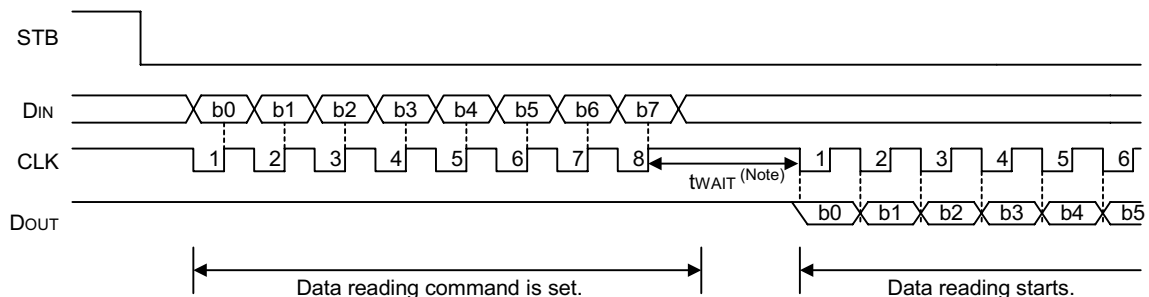 STB
DIN
b0 b1 b2 b3 b4 b5 b6 b7
CLK
1 2 3 4 5 6 7 8
tWAIT (Note)
1 2 3 4 5 6
DOUT
b0 b1 b2 b3 b4 b5
Data reading command is set.
Data reading starts.